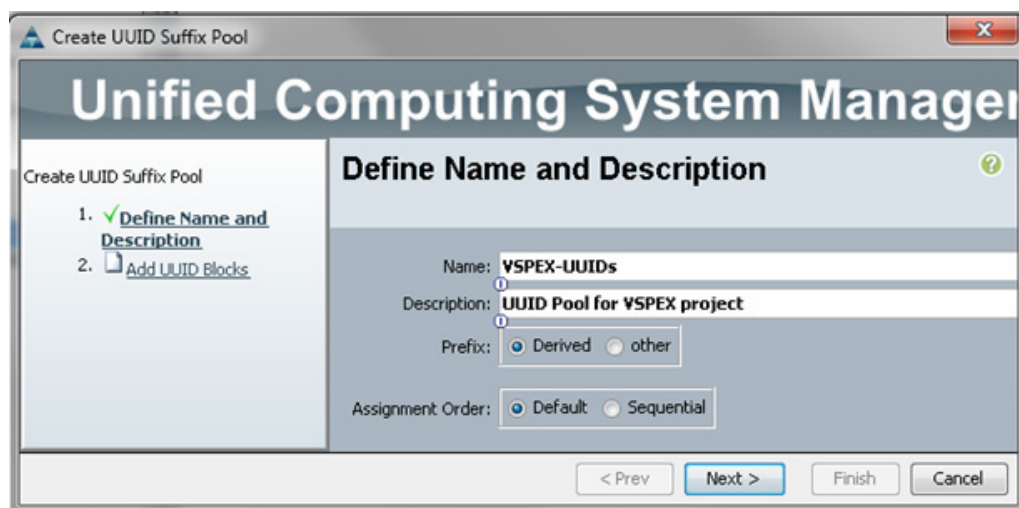 Create UUID Suffix Pool
Unified Computing System Manager
Create UUID Suffix Pool
1. Define Name and
Description
2. Add UUID Blocks
Define Name and Description
Name: VSPEX-UUIDs
Description: UUID Pool for VSPEX project
Prefix: Derived other
Assignment Order: Default Sequential
< Prev Next > Finish Cancel